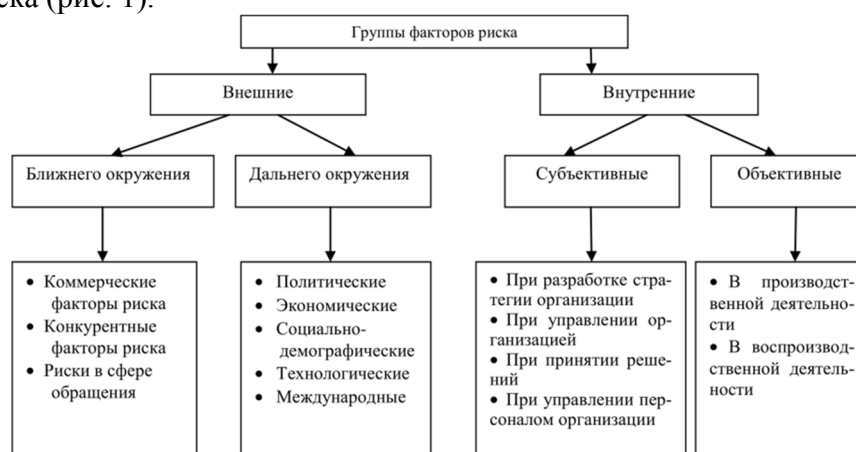 ска (рис. 1).
Группы факторов риска
Внешние
Внутренние
Ближнего окружения
Дальнего окружения
Субъективные
Объективные
• Коммерческие
факторы риска
• Конкурентные
факторы риска
• Риски в сфере
обращения
• Политические
• Экономические
• Социально-
демографические
• Технологические
• Международные
• При разработке стра-
тегии организации
• При управлении ор-
ганизацией
• При принятии реше-
ний
• При управлении пер-
соналом организации
• В производст-
венной деятельно-
сти
• В воспроизвод-
ственной деятель-
ности